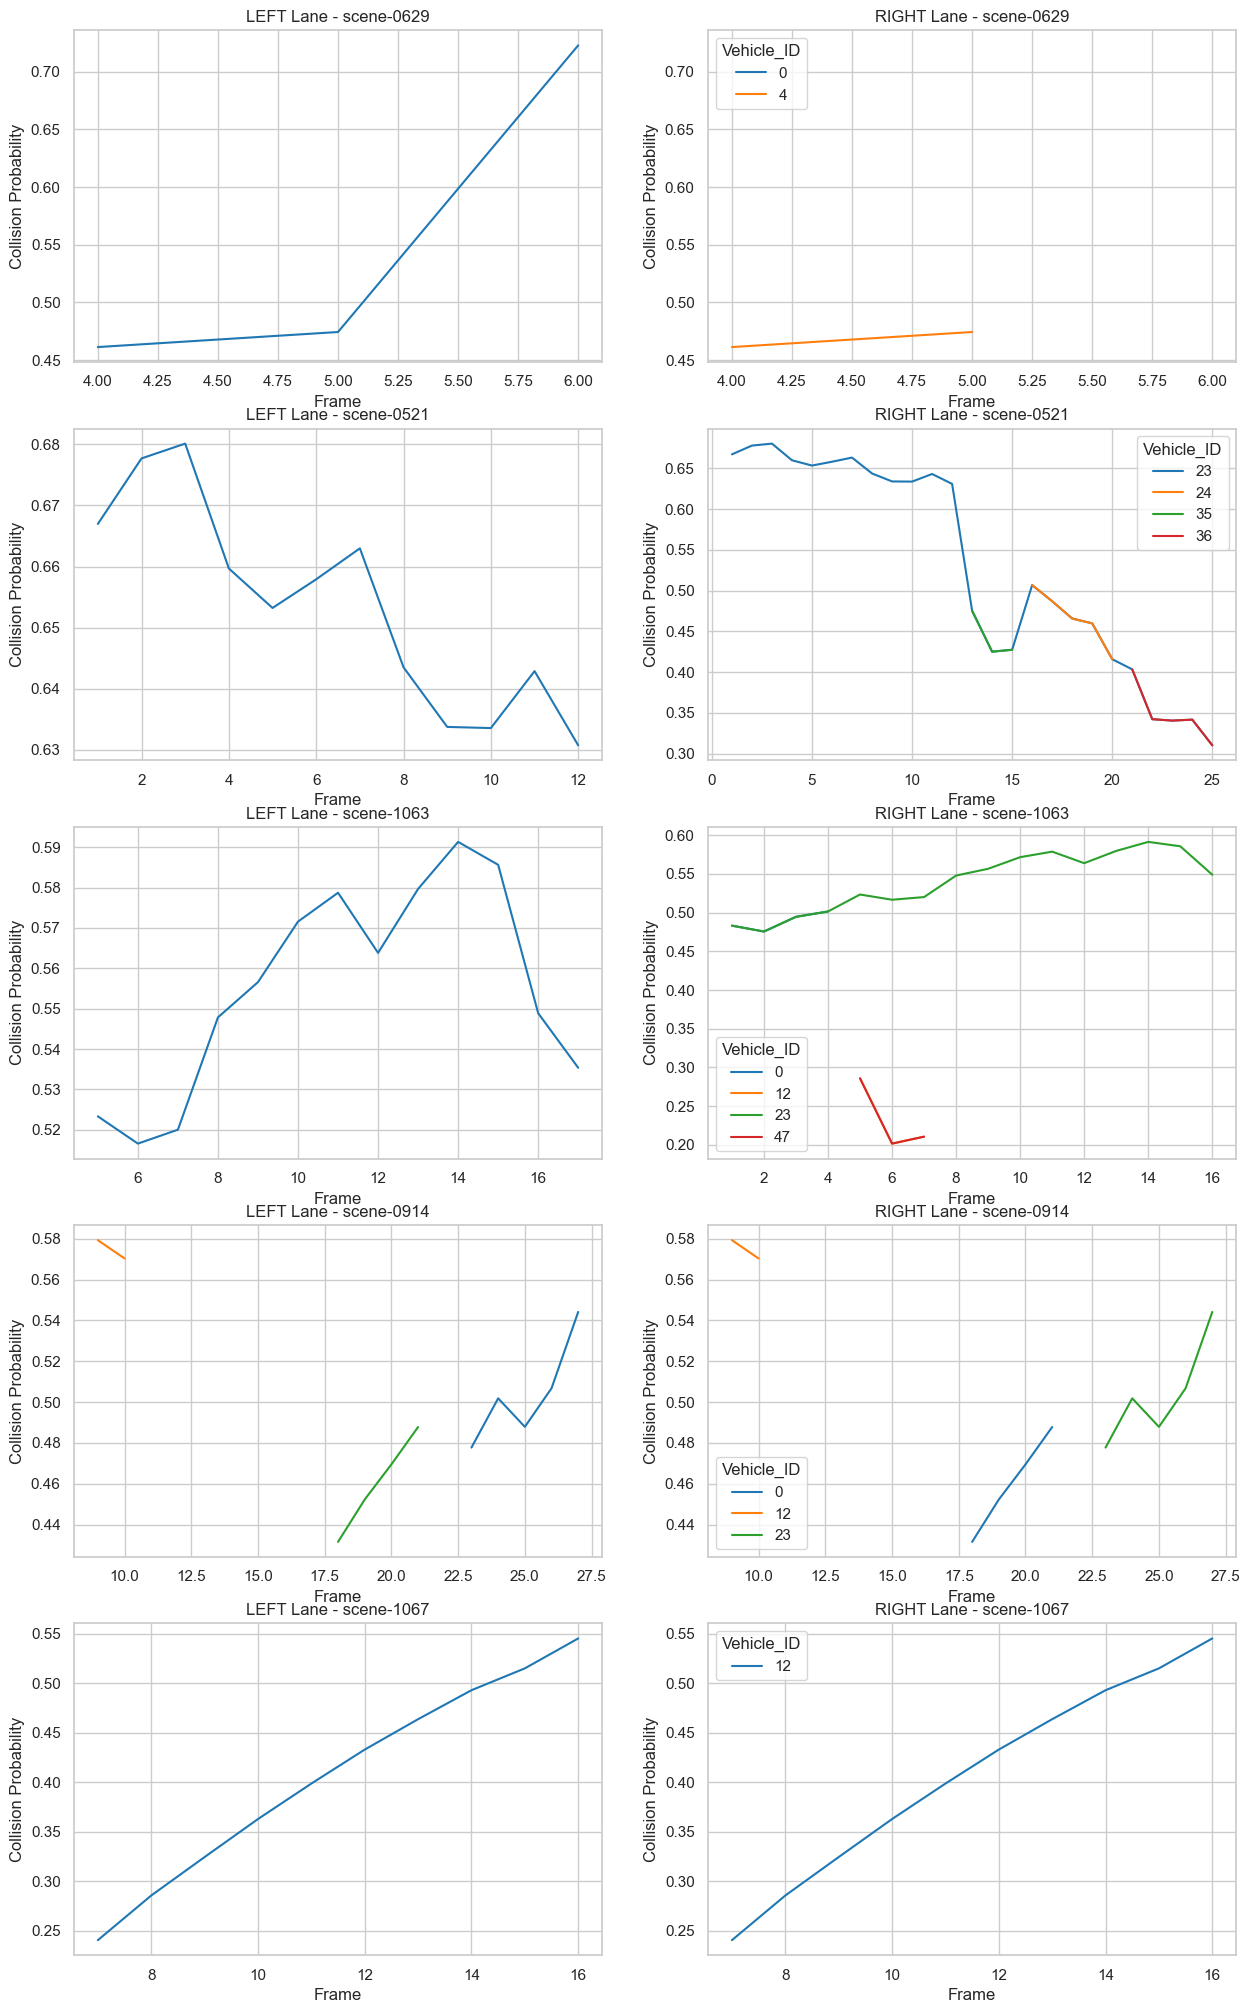 LEFT Lane - scene-0629
Collision Probability
0.70
0.65
0.60
0.55
0.50
0.45
4.00 4.25 4.50 4.75 5.00 5.25 5.50 5.75 6.00
Frame
RIGHT Lane - scene-0629
Collision Probability
0.70
0.65
0.60
0.55
0.50
0.45
Vehicle_ID
0
4
4.00 4.25 4.50 4.75 5.00 5.25 5.50 5.75 6.00
Frame
LEFT Lane - scene-0521
Collision Probability
0.68
0.67
0.66
0.65
0.64
0.63
2 4 6 8 10 12
Frame
RIGHT Lane - scene-0521
Collision Probability
0.65
0.60
0.55
0.50
0.45
0.40
0.35
0.30
Vehicle_ID
23
24
35
36
0 5 10 15 20 25
Frame
LEFT Lane - scene-1063
Collision Probability
0.59
0.58
0.57
0.56
0.55
0.54
0.53
0.52
6 8 10 12 14 16
Frame
RIGHT Lane - scene-1063
Collision Probability
0.60
0.55
0.50
0.45
0.40
0.35
0.30
0.25
0.20
Vehicle_ID
0
12
23
47
2 4 6 8 10 12 14 16
Frame
LEFT Lane - scene-0914
Collision Probability
0.58
0.56
0.54
0.52
0.50
0.48
0.46
0.44
10.0 12.5 15.0 17.5 20.0 22.5 25.0 27.5
Frame
RIGHT Lane - scene-0914
Collision Probability
0.58
0.56
0.54
0.52
0.50
0.48
0.46
0.44
Vehicle_ID
0
12
23
10.0 12.5 15.0 17.5 20.0 22.5 25.0 27.5
Frame
LEFT Lane - scene-1067
Collision Probability
0.55
0.50
0.45
0.40
0.35
0.30
0.25
8 10 12 14 16
Frame
RIGHT Lane - scene-1067
Collision Probability
0.55
0.50
0.45
0.40
0.35
0.30
0.25
Vehicle_ID
12
8 10 12 14 16
Frame